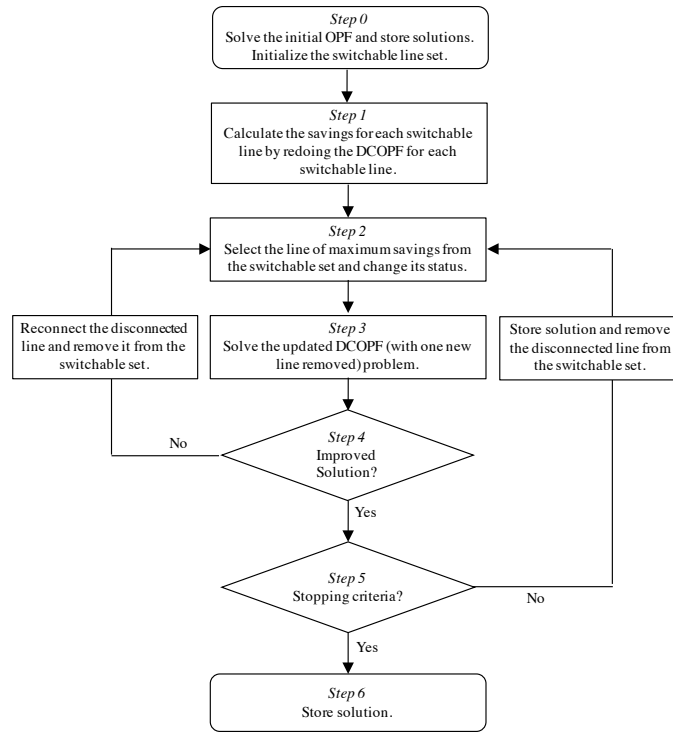 Step 0
Solve the initial OPF and store solutions.
Initialize the switchable line set.
Step 1
Calculate the savings for each switchable
line by redoing the DCOPF for each
switchable line.
Step 2
Select the line of maximum savings from
the switchable set and change its status.
Reconnect the disconnected
line and remove it from the
switchable set.
Step 3
Solve the updated DCOPF (with one new
line removed) problem.
Store solution and remove
the disconnected line from
the switchable set.
No
Step 4
Improved
Solution?
Yes
Step 5
Stopping criteria?
No
Yes
Step 6
Store solution.